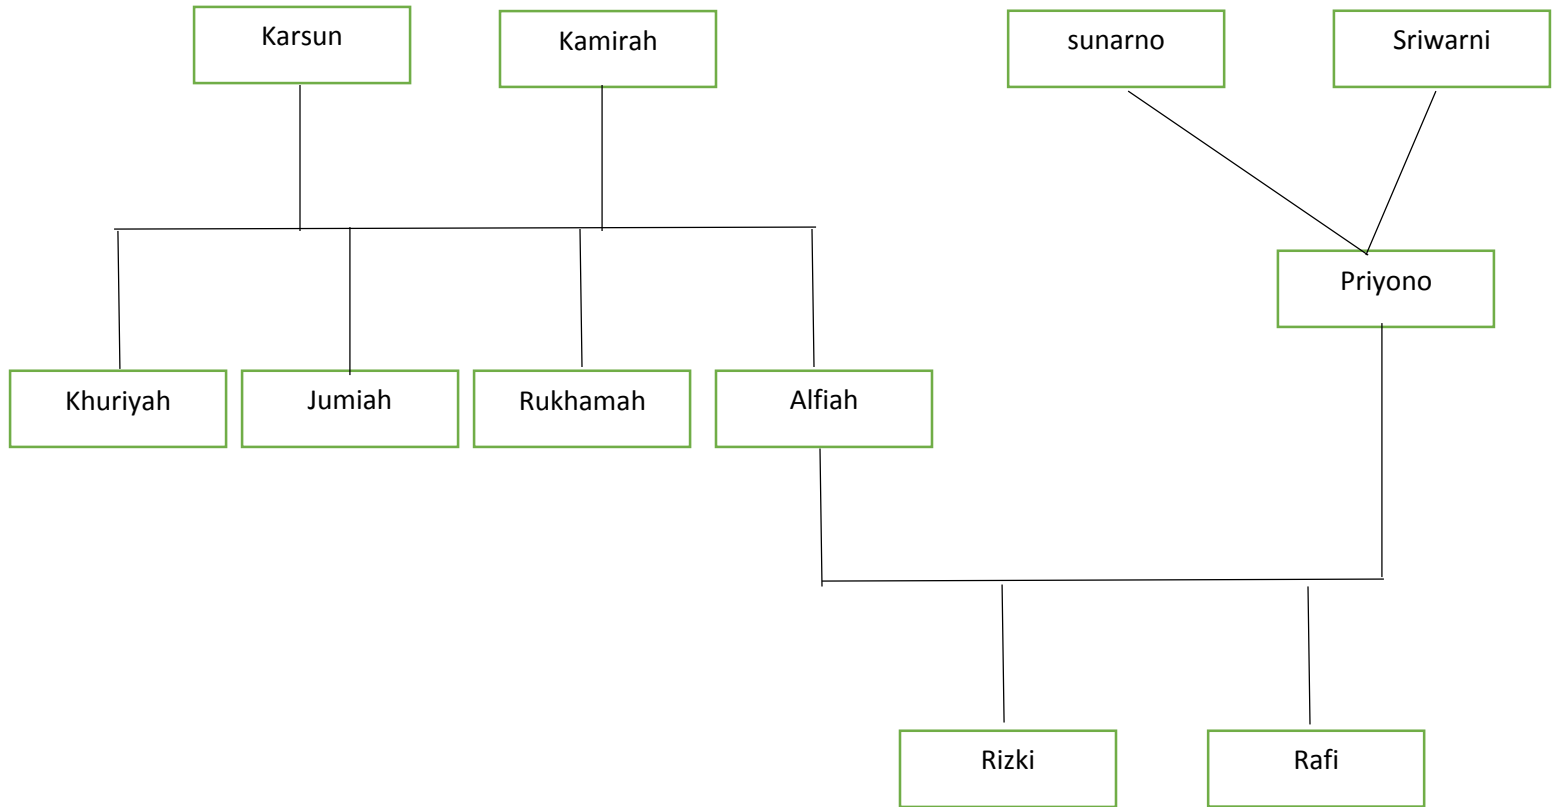 Karsun
Kamirah
sunarno
Sriwarni
Priyono
Khuriyah
Jumiah
Rukhamah
Alfiah
Rizki
Rafi